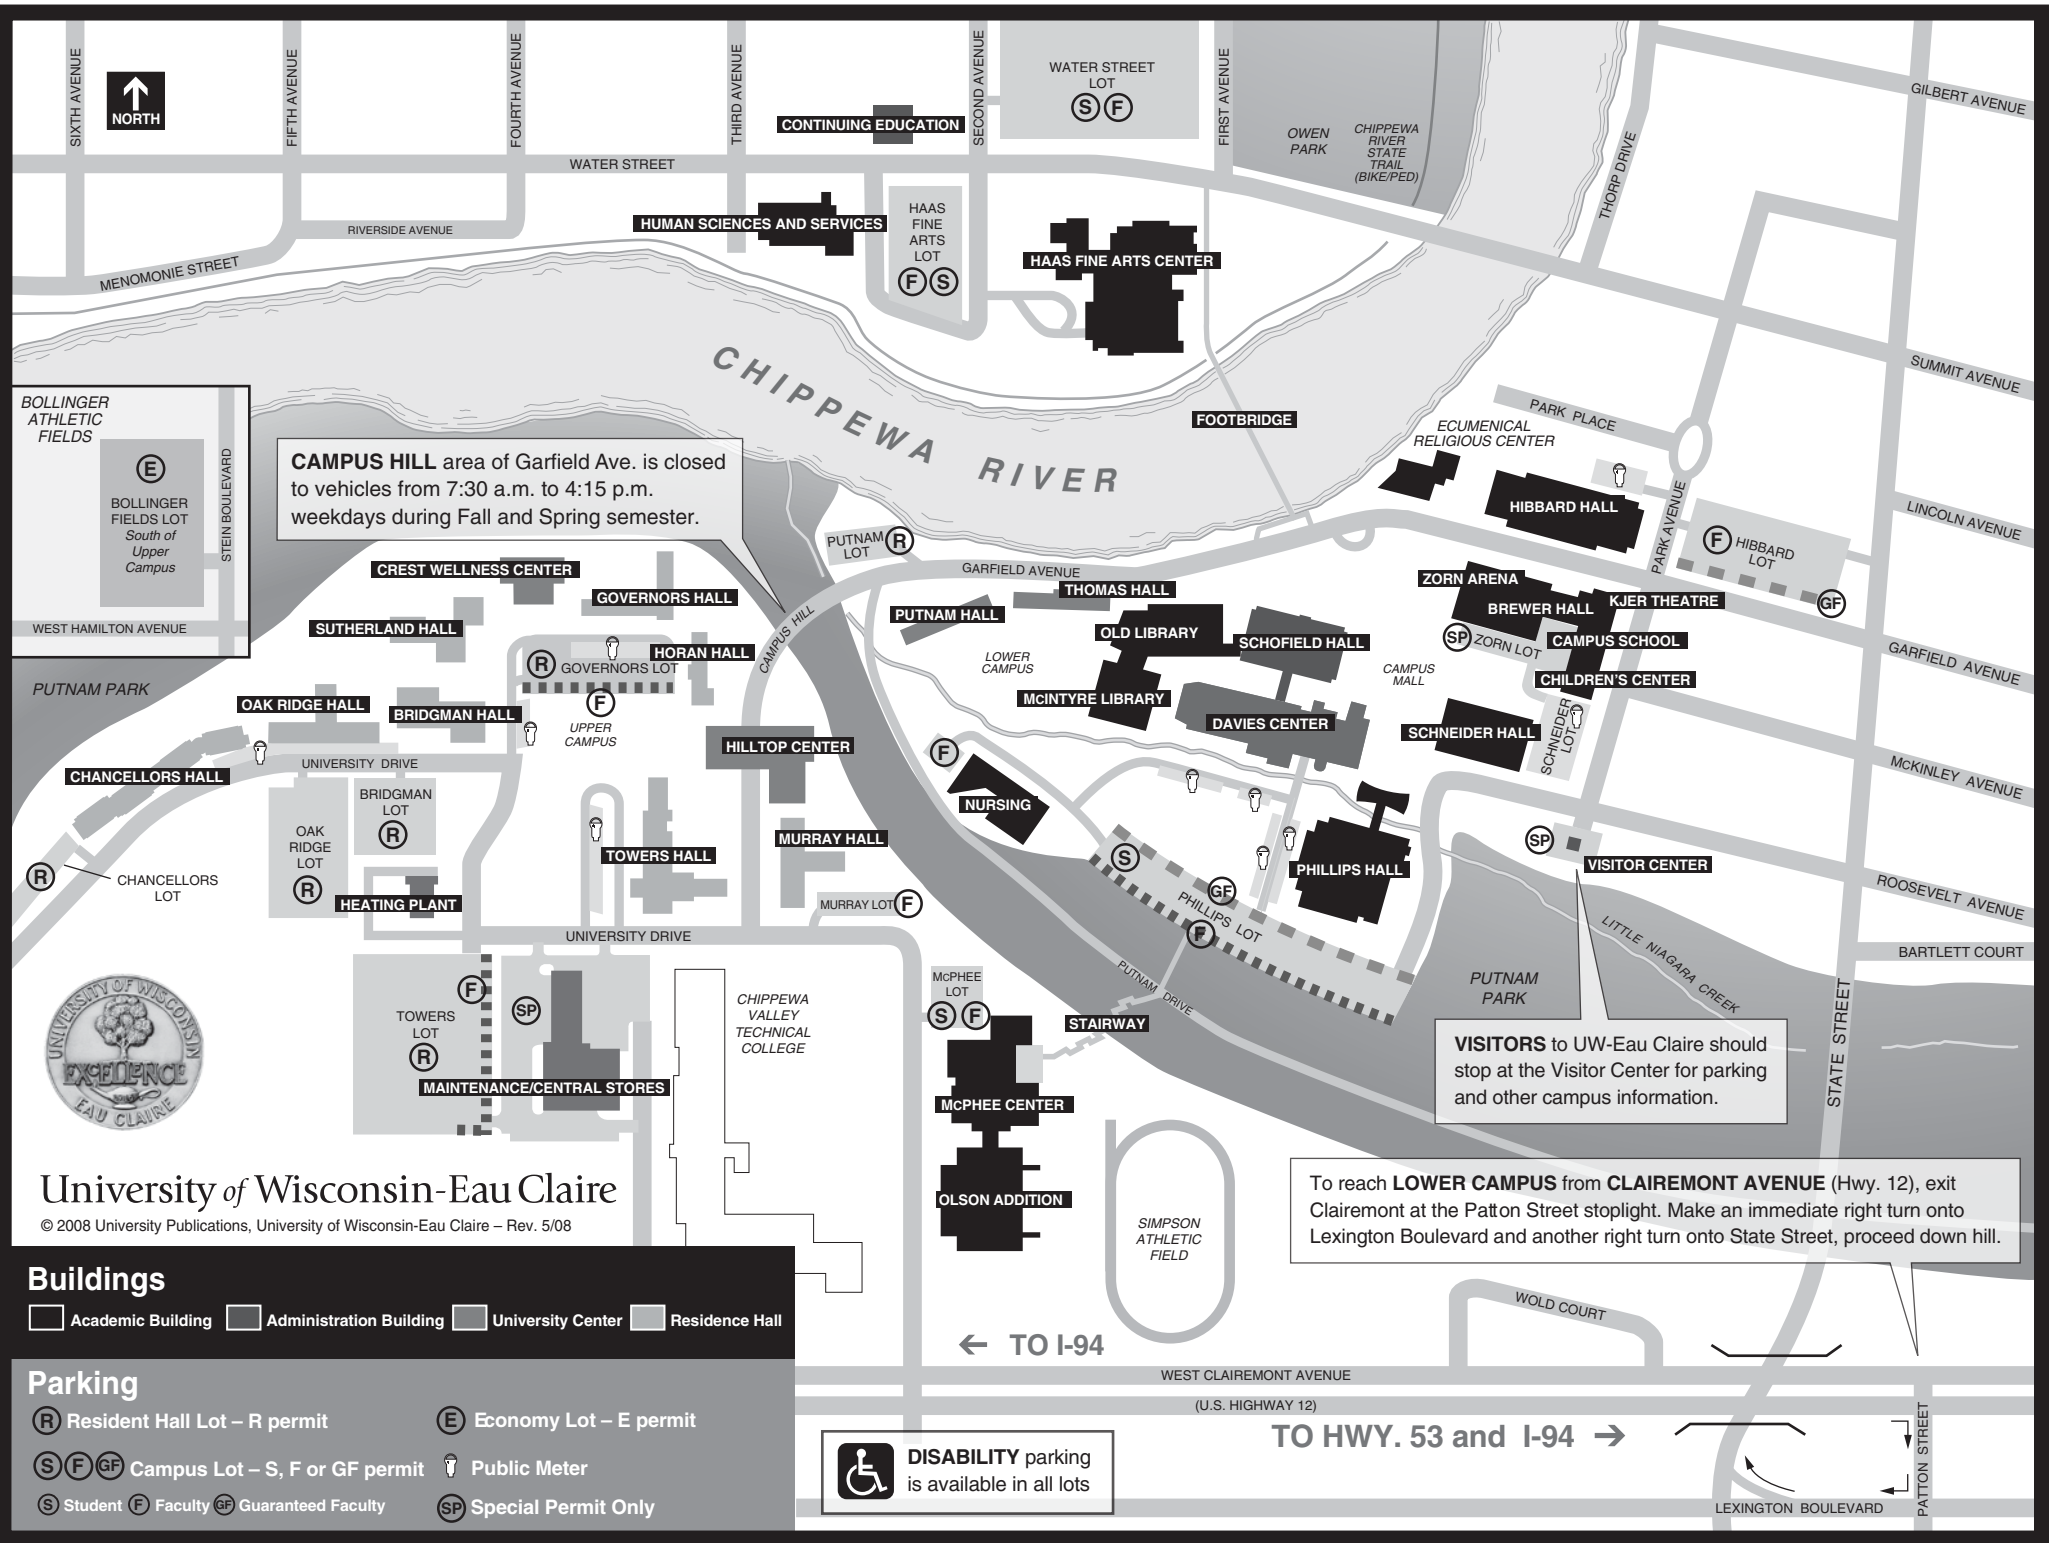 SIXTH AVENUE
NORTH
FIFTH AVENUE
FOURTH AVENUE
THIRD AVENUE
SECOND AVENUE
FIRST AVENUE
WATER STREET
LOT
S F
CONTINUING EDUCATION
OWEN
PARK
CHIPPEWA
RIVER
STATE
TRAIL
(BIKE/PED)
THORP DRIVE
GILBERT AVENUE
WATER STREET
RIVERSIDE AVENUE
MENOMONIE STREET
HUMAN SCIENCES AND SERVICES
HAAS
FINE
ARTS
LOT
F S
HAAS FINE ARTS CENTER
CHIPPEWA RIVER
FOOTBRIDGE
SUMMIT AVENUE
PARK PLACE
ECUMENICAL
RELIGIOUS CENTER
HIBBARD HALL
PARK AVENUE
F HIBBARD
LOT
GF
LINCOLN AVENUE
BOLLINGER
ATHLETIC
FIELDS
E
BOLLINGER
FIELDS LOT
South of
Upper
Campus
STEIN BOULEVARD
WEST HAMILTON AVENUE
CAMPUS HILL area of Garfield Ave. is closed
to vehicles from 7:30 a.m. to 4:15 p.m.
weekdays during Fall and Spring semester.
PUTNAM
LOT
R
GARFIELD AVENUE
CREST WELLNESS CENTER
GOVERNORS HALL
SUTHERLAND HALL
HORAN HALL
R GOVERNORS LOT
F
CAMPUS HILL
THOMAS HALL
PUTNAM HALL
OLD LIBRARY
SCHOFIELD HALL
LOWER
CAMPUS
McINTYRE LIBRARY
DAVIES CENTER
CAMPUS
MALL
ZORN ARENA
BREWER HALL
KJER THEATRE
SP ZORN LOT
CAMPUS SCHOOL
CHILDREN'S CENTER
SCHNEIDER HALL
SCHNEIDER
LOT
GARFIELD AVENUE
McKINLEY AVENUE
PUTNAM PARK
OAK RIDGE HALL
BRIDGMAN HALL
UPPER
CAMPUS
CHANCELLORS HALL
UNIVERSITY DRIVE
BRIDGMAN
LOT
R
OAK
RIDGE
LOT
R
R
CHANCELLORS
LOT
HEATING PLANT
HILLTOP CENTER
TOWERS HALL
MURRAY HALL
MURRAY LOT F
UNIVERSITY DRIVE
F
NURSING
S
GF
PHILLIPS LOT
F
PHILLIPS HALL
SP
VISITOR CENTER
ROOSEVELT AVENUE
BARTLETT COURT
LITTLE NIAGARA CREEK
PUTNAM
PARK
PUTNAM DRIVE
STATE STREET
UNIVERSITY OF WISCONSIN
EXCELLENCE
EAU CLAIRE
F
TOWERS
LOT
R
SP
MAINTENANCE/CENTRAL STORES
CHIPPEWA
VALLEY
TECHNICAL
COLLEGE
McPHEE
LOT
S F
STAIRWAY
McPHEE CENTER
OLSON ADDITION
SIMPSON
ATHLETIC
FIELD
VISITORS to UW-Eau Claire should
stop at the Visitor Center for parking
and other campus information.
To reach LOWER CAMPUS from CLAIREMONT AVENUE (Hwy. 12), exit
Clairemont at the Patton Street stoplight. Make an immediate right turn onto
Lexington Boulevard and another right turn onto State Street, proceed down hill.
University of Wisconsin-Eau Claire
© 2008 University Publications, University of Wisconsin-Eau Claire – Rev. 5/08
Buildings
Academic Building Administration Building University Center Residence Hall
Parking
R Resident Hall Lot – R permit
E Economy Lot – E permit
S F GF Campus Lot – S, F or GF permit
Public Meter
S Student F Faculty GF Guaranteed Faculty
SP Special Permit Only
WOLD COURT
← TO I-94
WEST CLAIREMONT AVENUE
(U.S. HIGHWAY 12)
TO HWY. 53 and I-94 →
DISABILITY parking
is available in all lots
LEXINGTON BOULEVARD
PATTON STREET